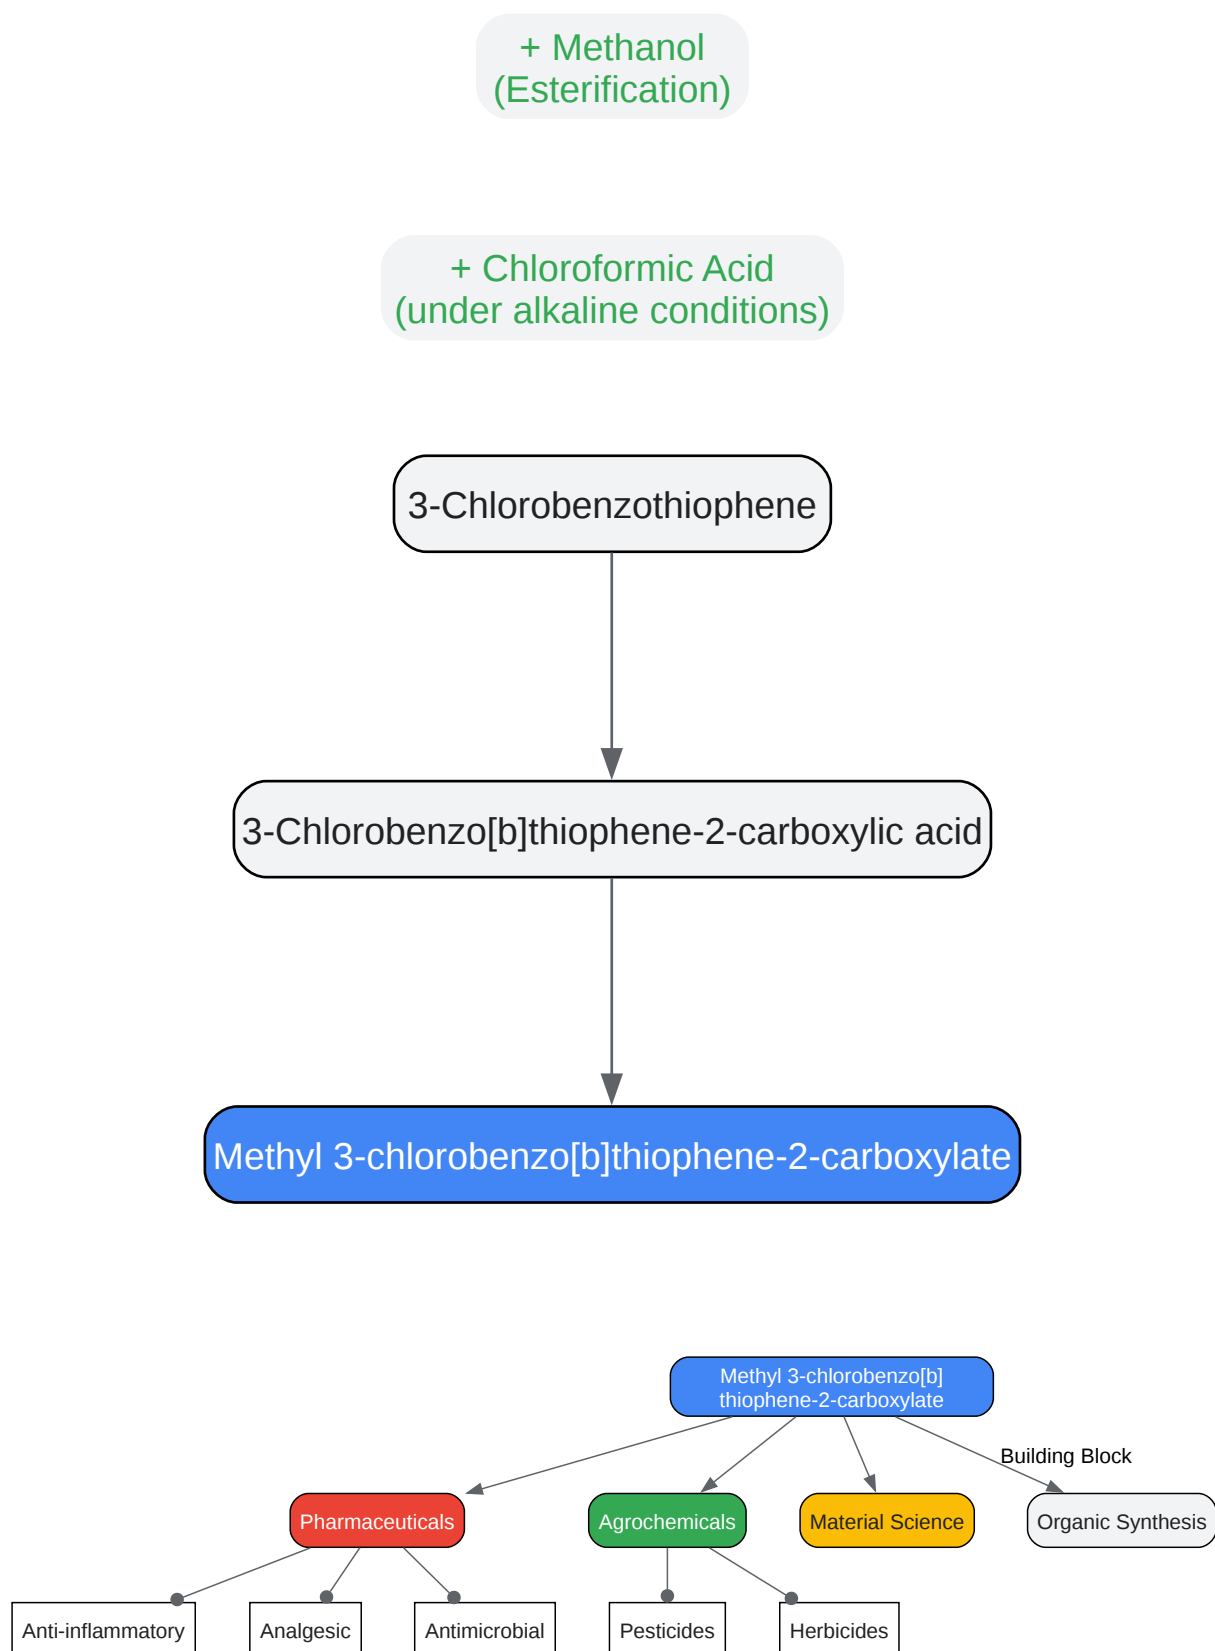 + Methanol
(Esterification)
+ Chloroformic Acid
(under alkaline conditions)
3-Chlorobenzothiophene
3-Chlorobenzo[b]thiophene-2-carboxylic acid
Methyl 3-chlorobenzo[b]thiophene-2-carboxylate
Methyl 3-chlorobenzo[b]
thiophene-2-carboxylate
Building Block
Pharmaceuticals
Agrochemicals
Material Science
Organic Synthesis
Anti-inflammatory
Analgesic
Antimicrobial
Pesticides
Herbicides